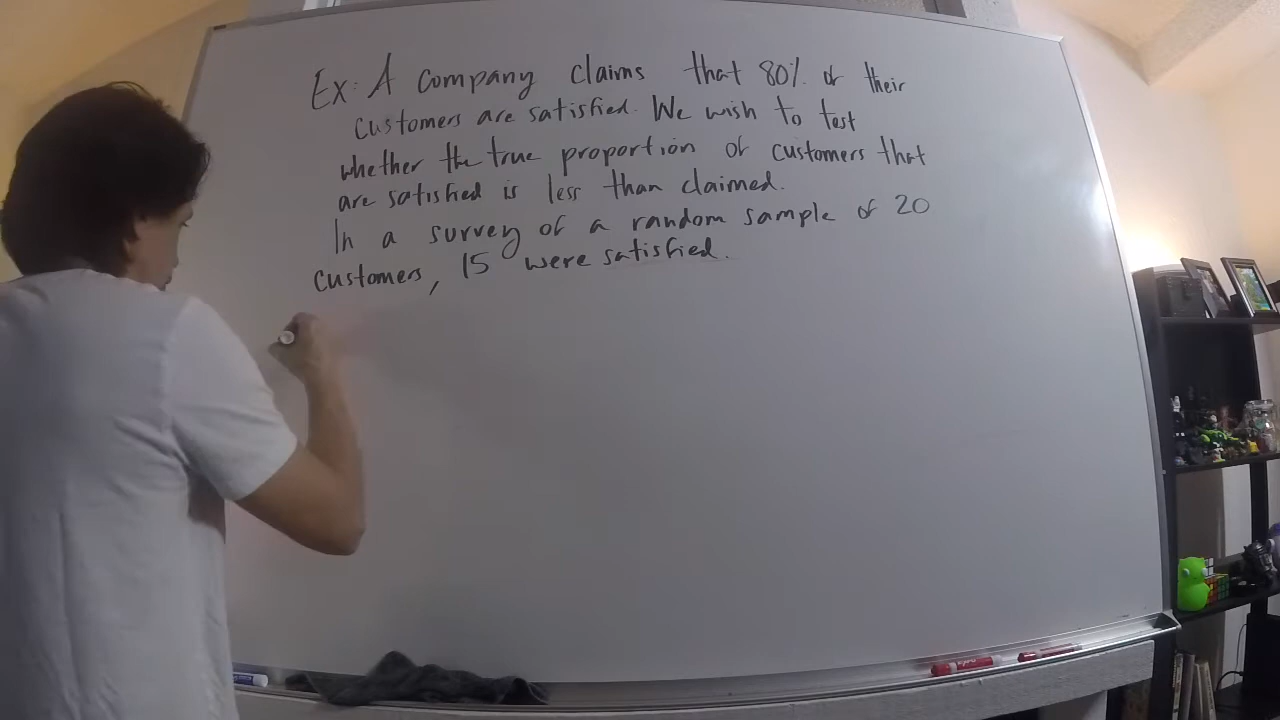 Ex: A company claims that 80% of their
customers are satisfied. We wish to test
whether the true proportion of customers that
are satisfied is less than claimed.
In a survey of a random sample of 20
customers, 15 were satisfied.